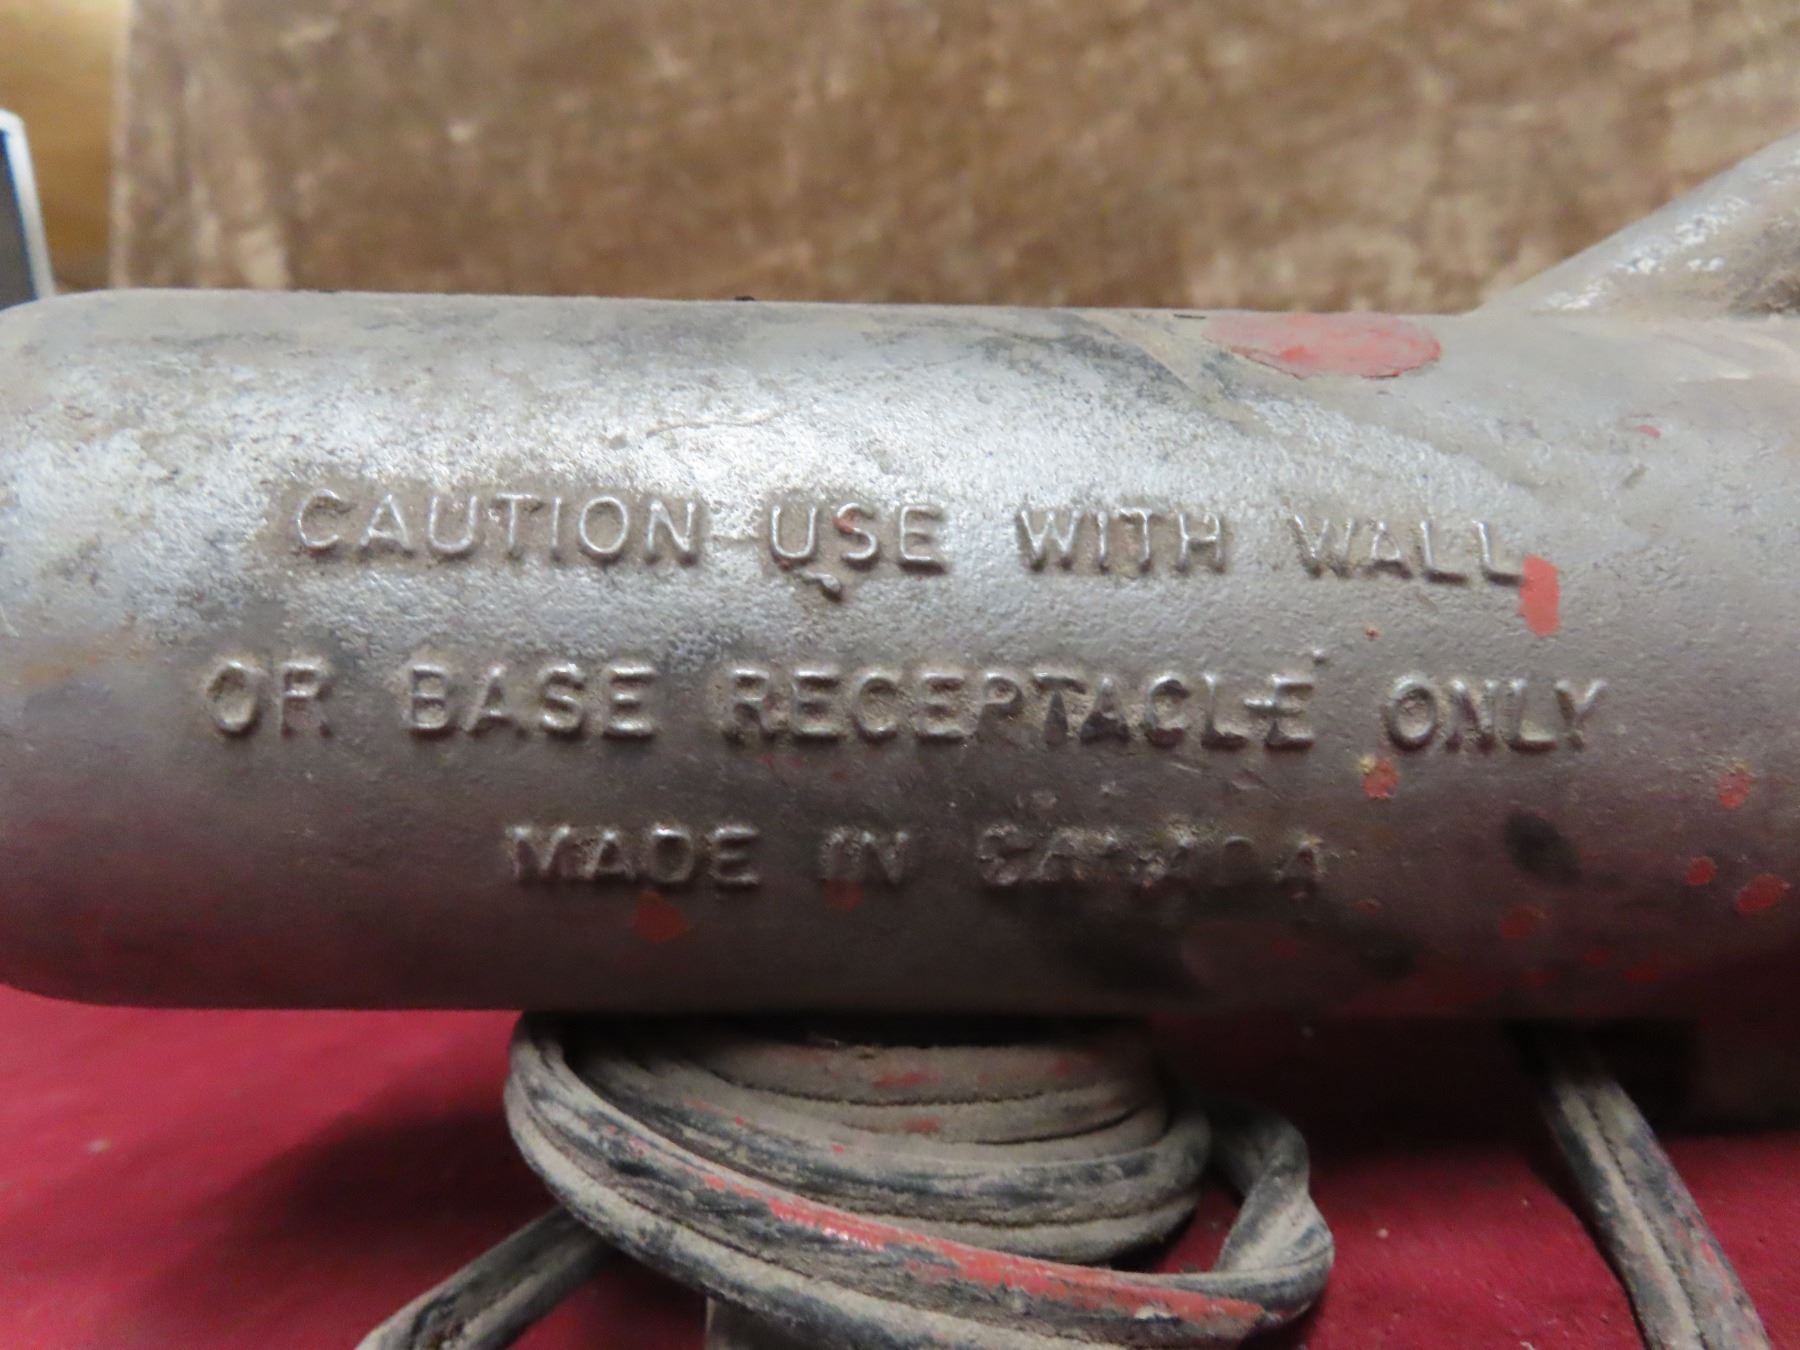 CAUTION USE WITH WALL
OR BASE RECEPTACLE ONLY
MADE IN CANADA